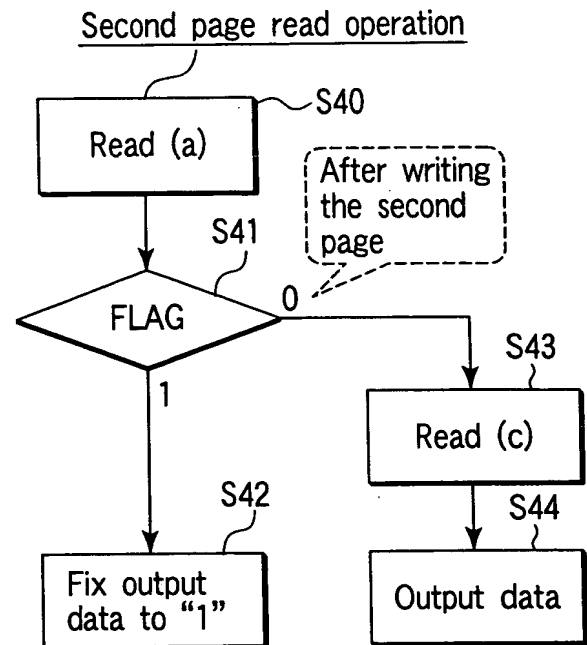 Second page read operation
S40
Read (a)
After writing
the second
page
S41
0
FLAG
1
S43
Read (c)
S42
S44
Fix output
data to “1”
Output data